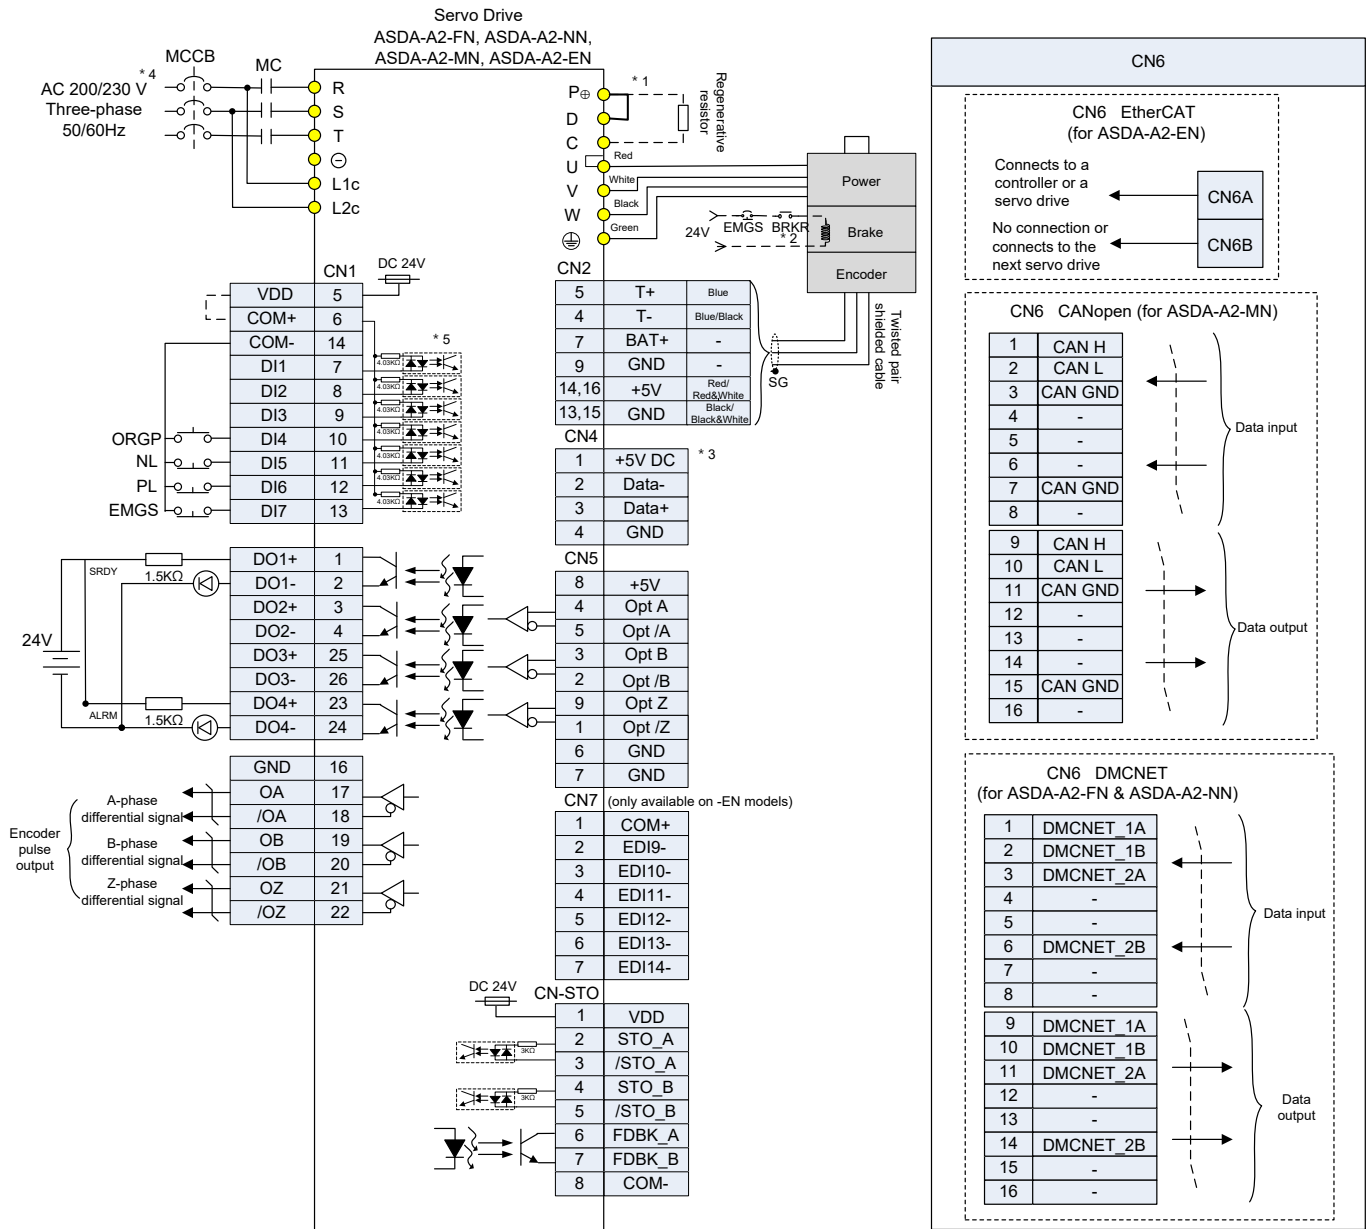 Servo Drive
ASDA-A2-FN, ASDA-A2-NN,
ASDA-A2-MN, ASDA-A2-EN
MCCB
MC
* 4
AC 200/230 V
Three-phase
50/60Hz
R
S
T
L1c
L2c
P
D
C
U
V
W
* 1
Regenerative
resistor
Red
White
Black
Green
24V
EMGS
BRKR
* 2
Power
Brake
Encoder
CN1
DC 24V
VDD 5
COM+ 6
COM- 14
DI1 7
DI2 8
DI3 9
DI4 10
DI5 11
DI6 12
DI7 13
* 5
4.03KΩ
4.03KΩ
4.03KΩ
4.03KΩ
4.03KΩ
4.03KΩ
ORGP
NL
PL
EMGS
DO1+ 1
DO1- 2
DO2+ 3
DO2- 4
DO3+ 25
DO3- 26
DO4+ 23
DO4- 24
SRDY
1.5KΩ
24V
ALRM
1.5KΩ
GND 16
OA 17
/OA 18
OB 19
/OB 20
OZ 21
/OZ 22
Encoder
pulse
output
A-phase
differential signal
B-phase
differential signal
Z-phase
differential signal
CN2
5 T+ Blue
4 T- Blue/Black
7 BAT+ -
9 GND -
14,16 +5V Red/
Red&White
13,15 GND Black/
Black&White
SG
Twisted pair
shielded cable
CN4
1 +5V DC
2 Data-
3 Data+
4 GND
* 3
CN5
8 +5V
4 Opt A
5 Opt /A
3 Opt B
2 Opt /B
9 Opt Z
1 Opt /Z
6 GND
7 GND
CN7 (only available on -EN models)
1 COM+
2 EDI9-
3 EDI10-
4 EDI11-
5 EDI12-
6 EDI13-
7 EDI14-
DC 24V
CN-STO
1 VDD
2 STO_A
3 /STO_A
4 STO_B
5 /STO_B
6 FDBK_A
7 FDBK_B
8 COM-
3KΩ
3KΩ
CN6
CN6 EtherCAT
(for ASDA-A2-EN)
Connects to a
controller or a
servo drive
CN6A
No connection or
connects to the
next servo drive
CN6B
CN6 CANopen (for ASDA-A2-MN)
1 CAN H
2 CAN L
3 CAN GND
4 -
5 -
6 -
7 CAN GND
8 -
Data input
9 CAN H
10 CAN L
11 CAN GND
12 -
13 -
14 -
15 CAN GND
16 -
Data output
CN6 DMCNET
(for ASDA-A2-FN & ASDA-A2-NN)
1 DMCNET_1A
2 DMCNET_1B
3 DMCNET_2A
4 -
5 -
6 DMCNET_2B
7 -
8 -
Data input
9 DMCNET_1A
10 DMCNET_1B
11 DMCNET_2A
12 -
13 -
14 DMCNET_2B
15 -
16 -
Data
output